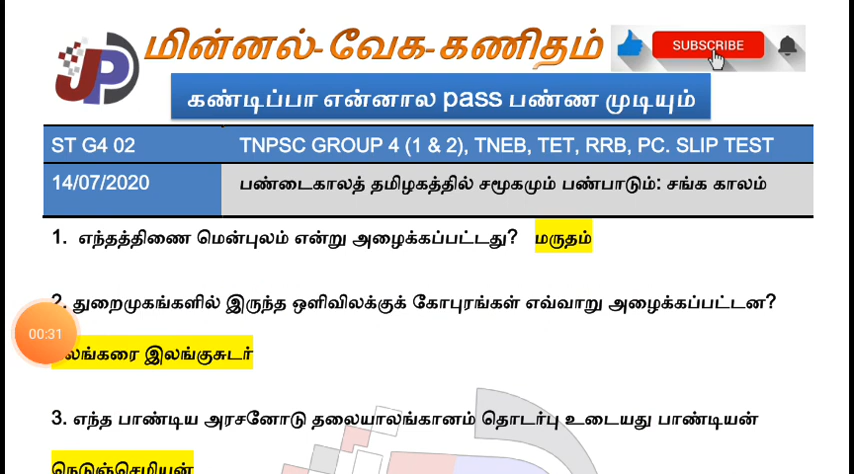 JP
மின்னல்-வேக-கணிதம்
SUBSCRIBE
கண்டிப்பா என்னால pass பண்ண முடியும்
ST G4 02 TNPSC GROUP 4 (1 & 2), TNEB, TET, RRB, PC. SLIP TEST
14/07/2020 பண்டைகாலத் தமிழகத்தில் சமூகமும் பண்பாடும்: சங்க காலம்
1. எந்தத்திணை மென்புலம் என்று அழைக்கப்பட்டது? மருதம்
2. துறைமுகங்களில் இருந்த ஒளிவிலக்குக் கோபுரங்கள் எவ்வாறு அழைக்கப்பட்டன?
00:31
லங்கரை இலங்குசுடர்
3. எந்த பாண்டிய அரசனோடு தலையாலங்கானம் தொடர்பு உடையது பாண்டியன்
நெடுஞ்செழியன்